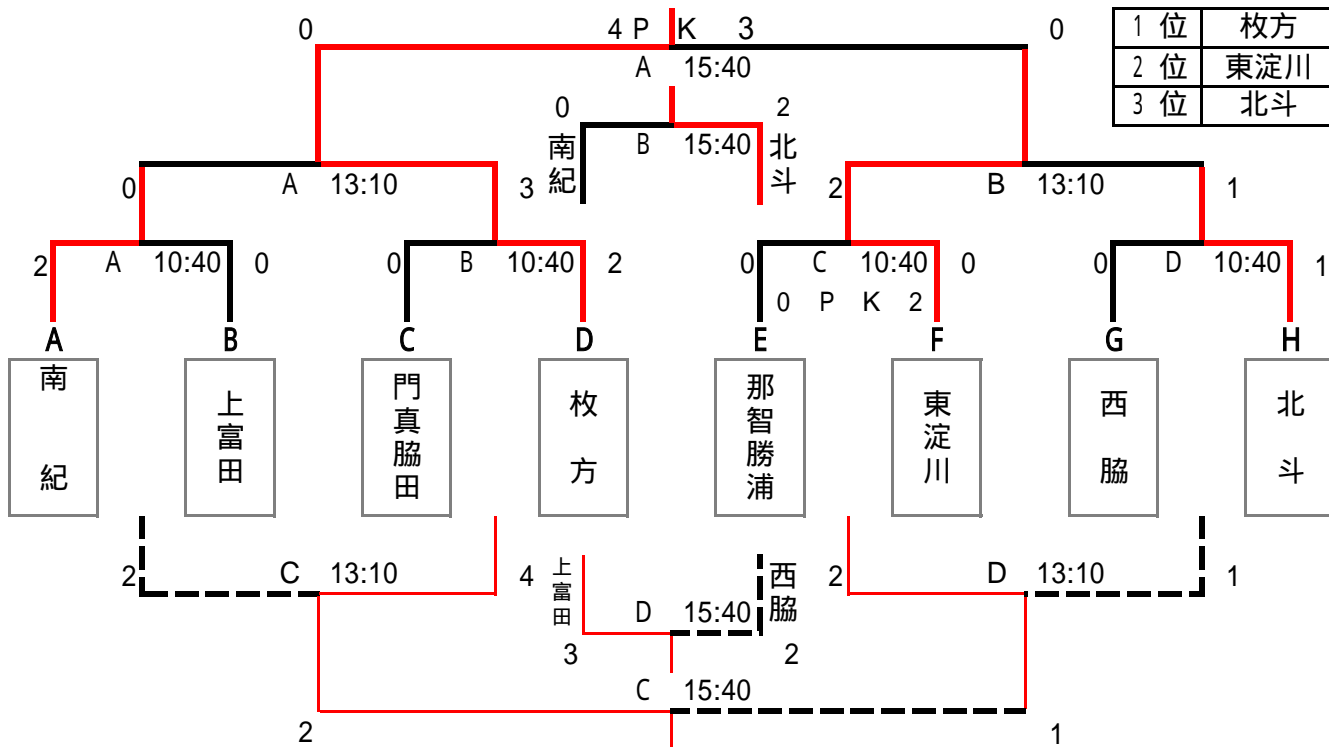 0 4 P K 3 0
1 位 枚方
2 位 東淀川
3 位 北斗
A 15:40
0 2
南紀 B 15:40 北斗
0 A 13:10 3 2 B 13:10 1
2 A 10:40 0 0 B 10:40 2 0 C 10:40 0 0 D 10:40 1
0 P K 2
A B C D E F G H
南紀
上富田
門真脇田
枚方
那智勝浦
東淀川
西脇
北斗
2 C 13:10 4 上富田 西脇 2 D 13:10 1
D 15:40
3 2
C 15:40
2 1